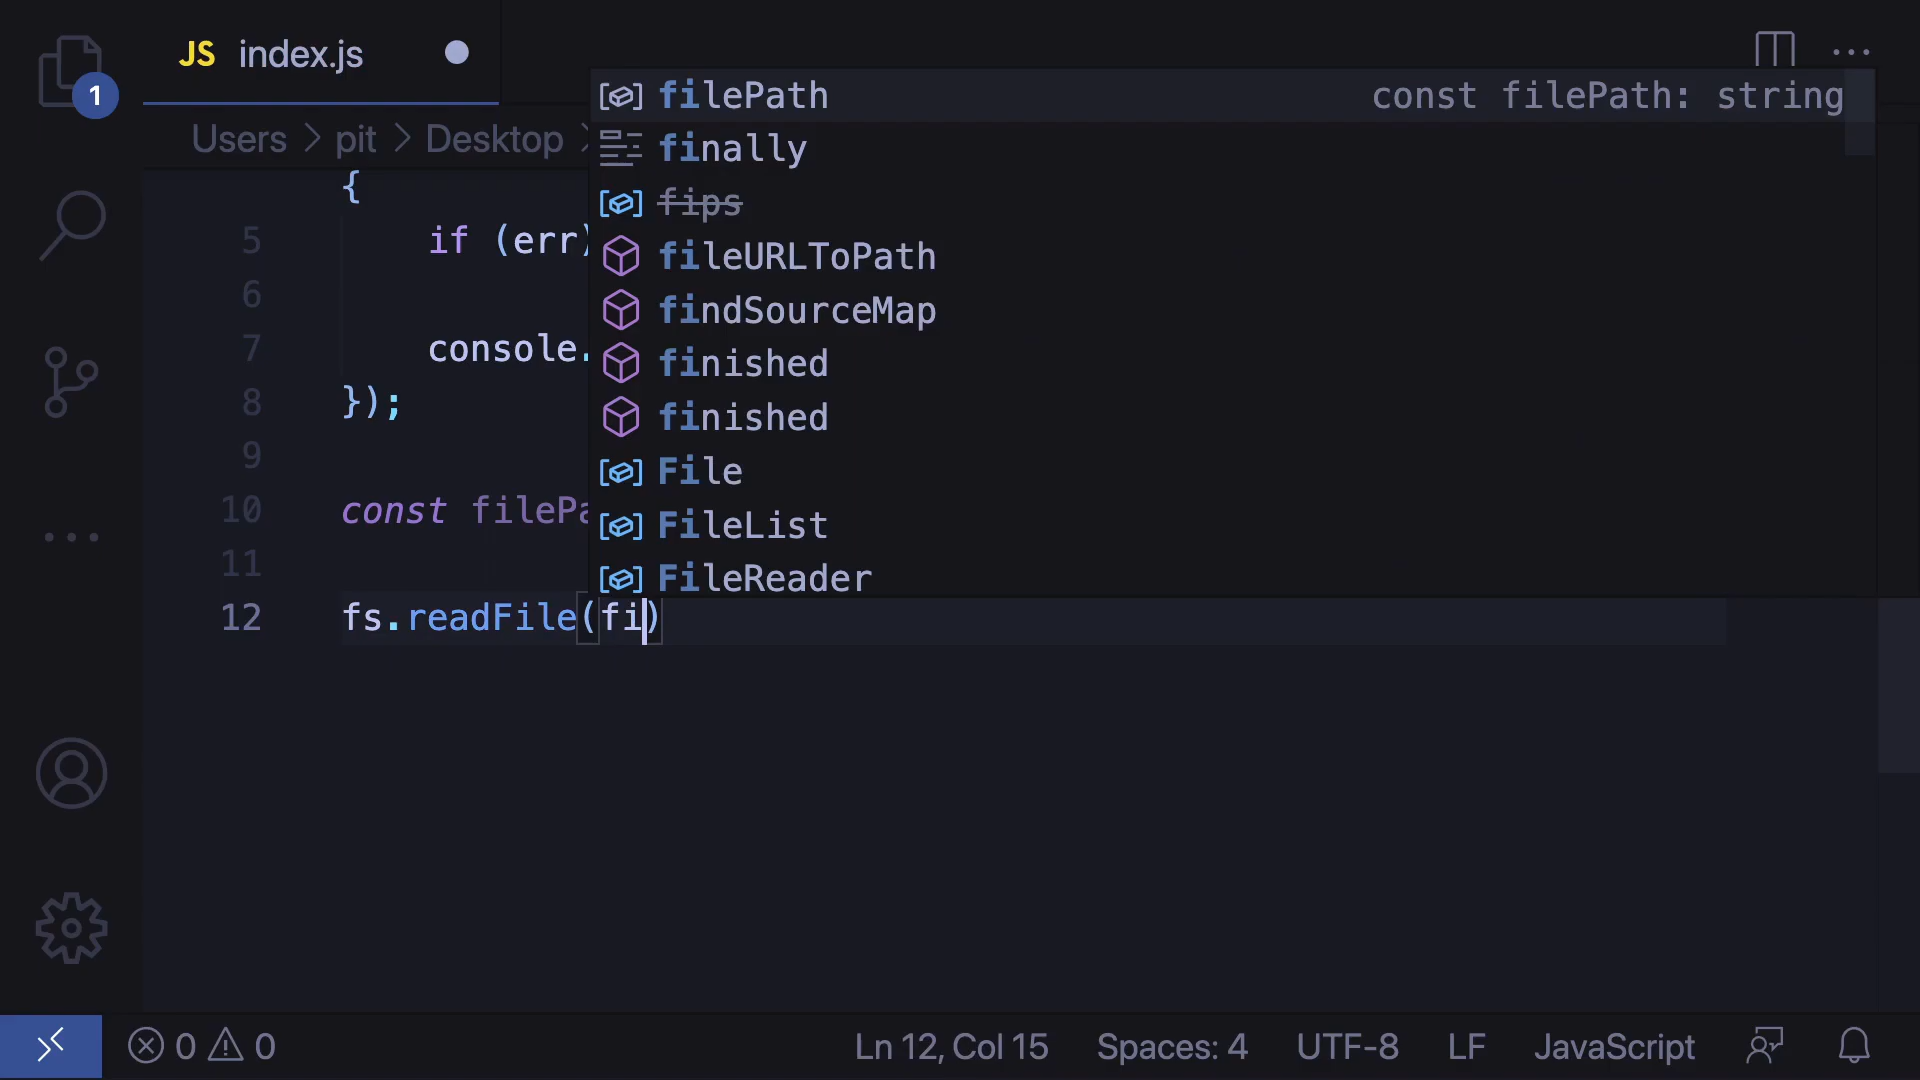 JS index.js
1
Users > pit > Desktop >
{
5 if (err)
6
7 console.
8 });
9
10 const filePa
11
12 fs.readFile(fi)
filePath const filePath: string
finally
fips
fileURLToPath
findSourceMap
finished
finished
File
FileList
FileReader
0 0 Ln 12, Col 15 Spaces: 4 UTF-8 LF JavaScript